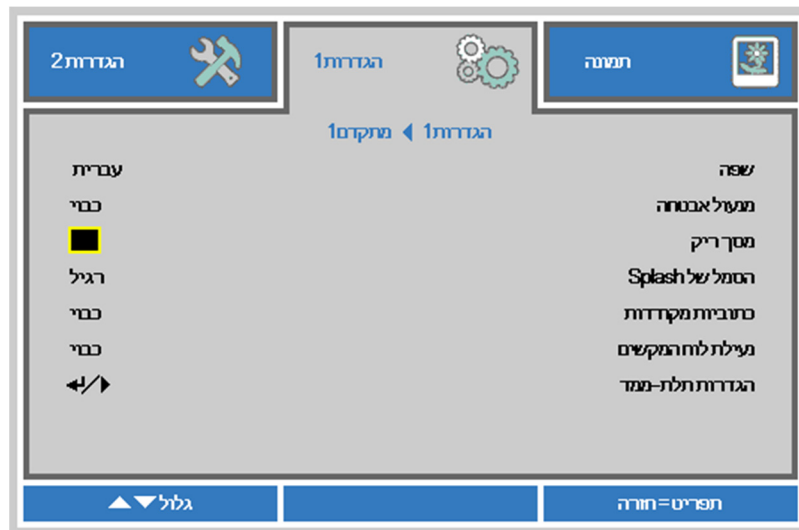 תמונה
הגדרות1
הגדרות2
הגדרות1 מתקדם1
שפה עברית
מנעול אבטחה כבוי
מסך ריק
הסמל של Splash רגיל
כתוביות מקודדות כבוי
נעילת לוח המקשים כבוי
הגדרות תלת-ממד
תפריט=חזרה
גלול